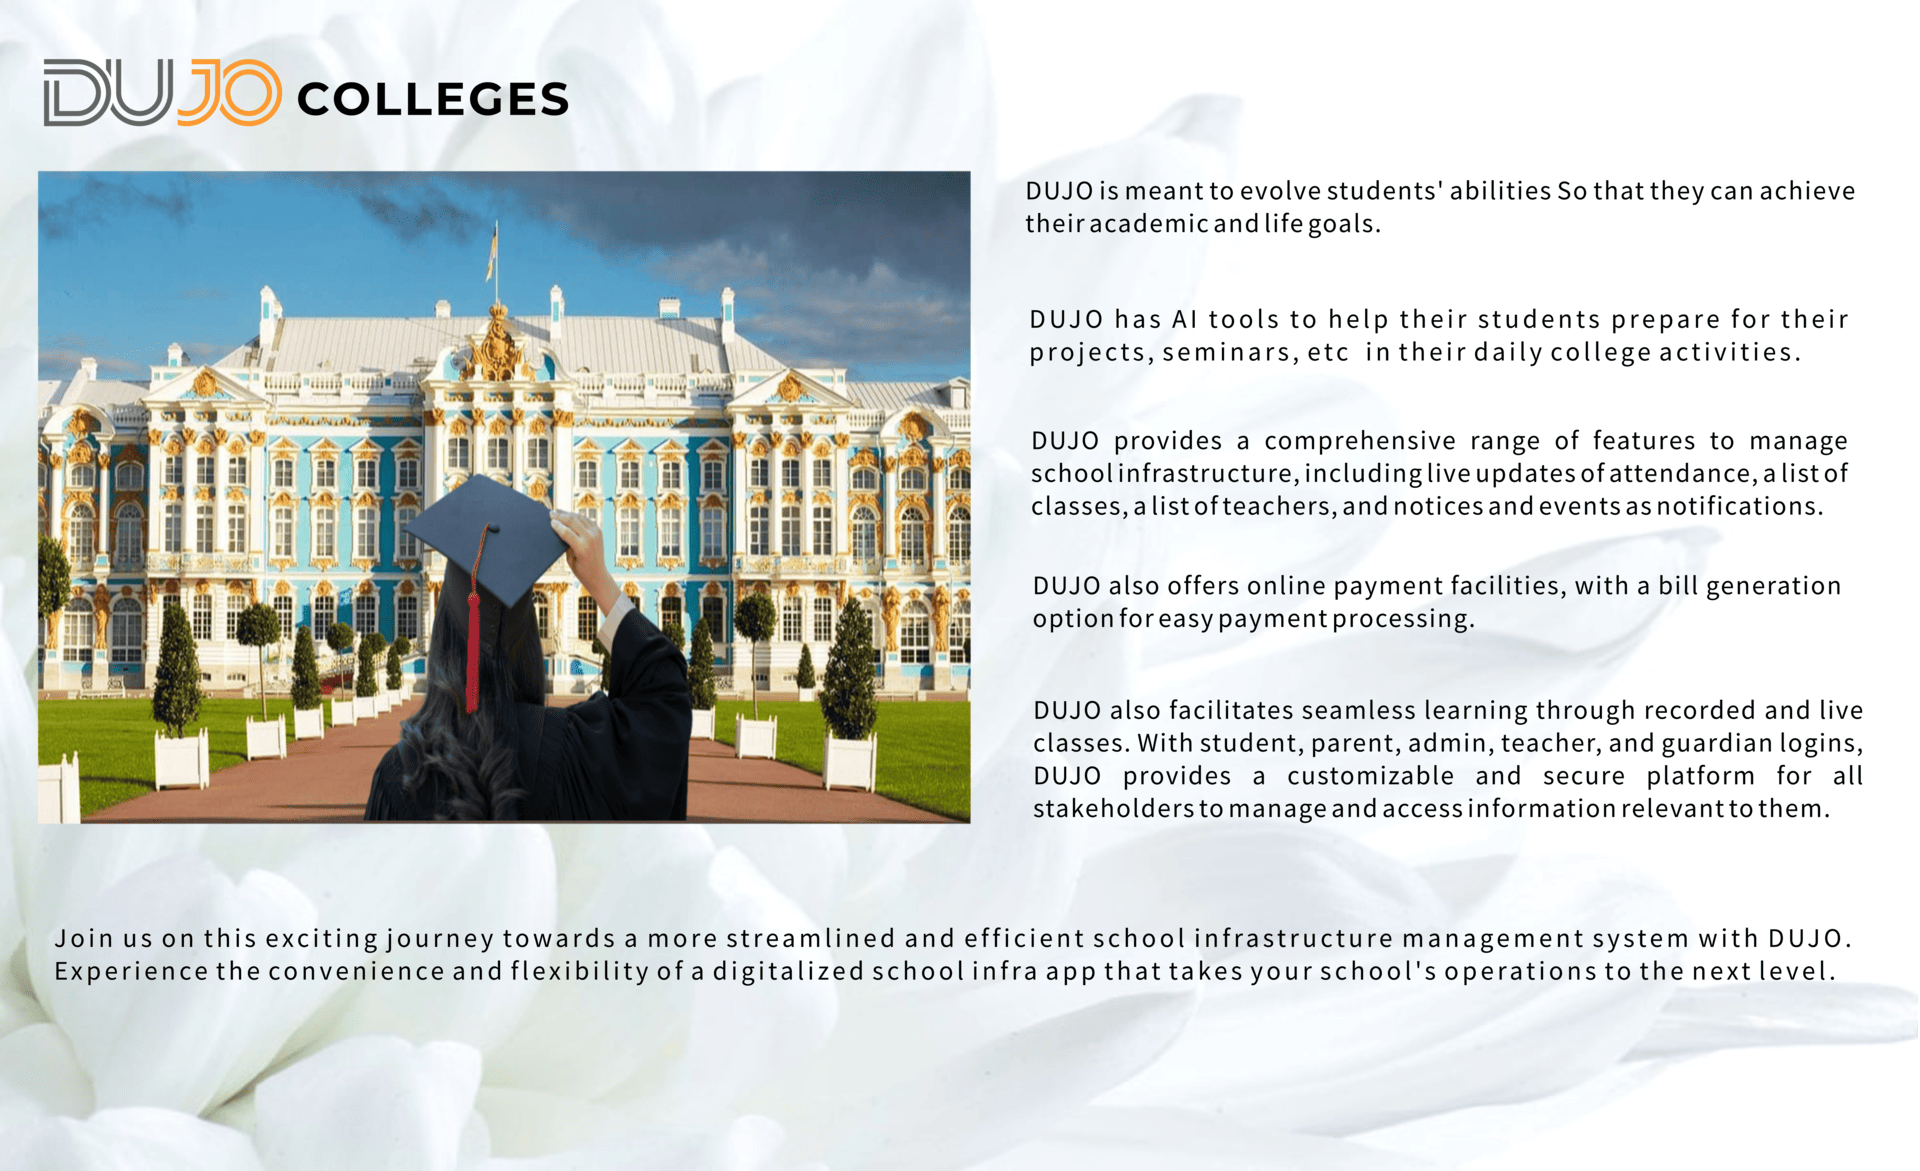 DUJO COLLEGES
DUJO is meant to evolve students' abilities So that they can achieve
their academic and life goals.
DUJO has AI tools to help their students prepare for their
projects, seminars, etc in their daily college activities.
DUJO provides a comprehensive range of features to manage
school infrastructure, including live updates of attendance, a list of
classes, a list of teachers, and notices and events as notifications.
DUJO also offers online payment facilities, with a bill generation
option for easy payment processing.
DUJO also facilitates seamless learning through recorded and live
classes. With student, parent, admin, teacher, and guardian logins,
DUJO provides a customizable and secure platform for all
stakeholders to manage and access information relevant to them.
Join us on this exciting journey towards a more streamlined and efficient school infrastructure management system with DUJO.
Experience the convenience and flexibility of a digitalized school infra app that takes your school's operations to the next level.